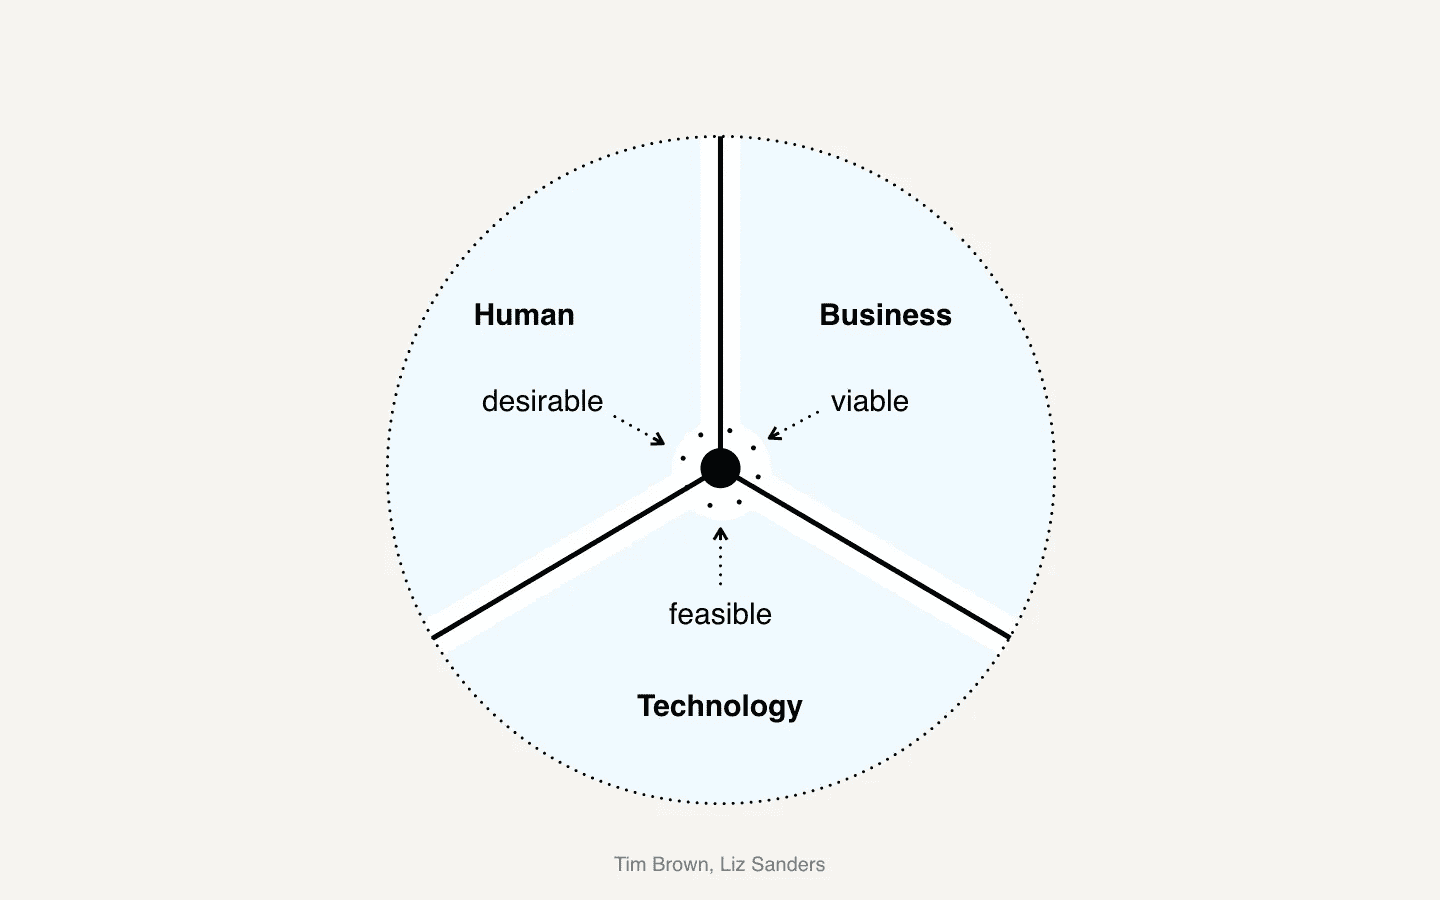 Human
Business
desirable
viable
feasible
Technology
Tim Brown, Liz Sanders